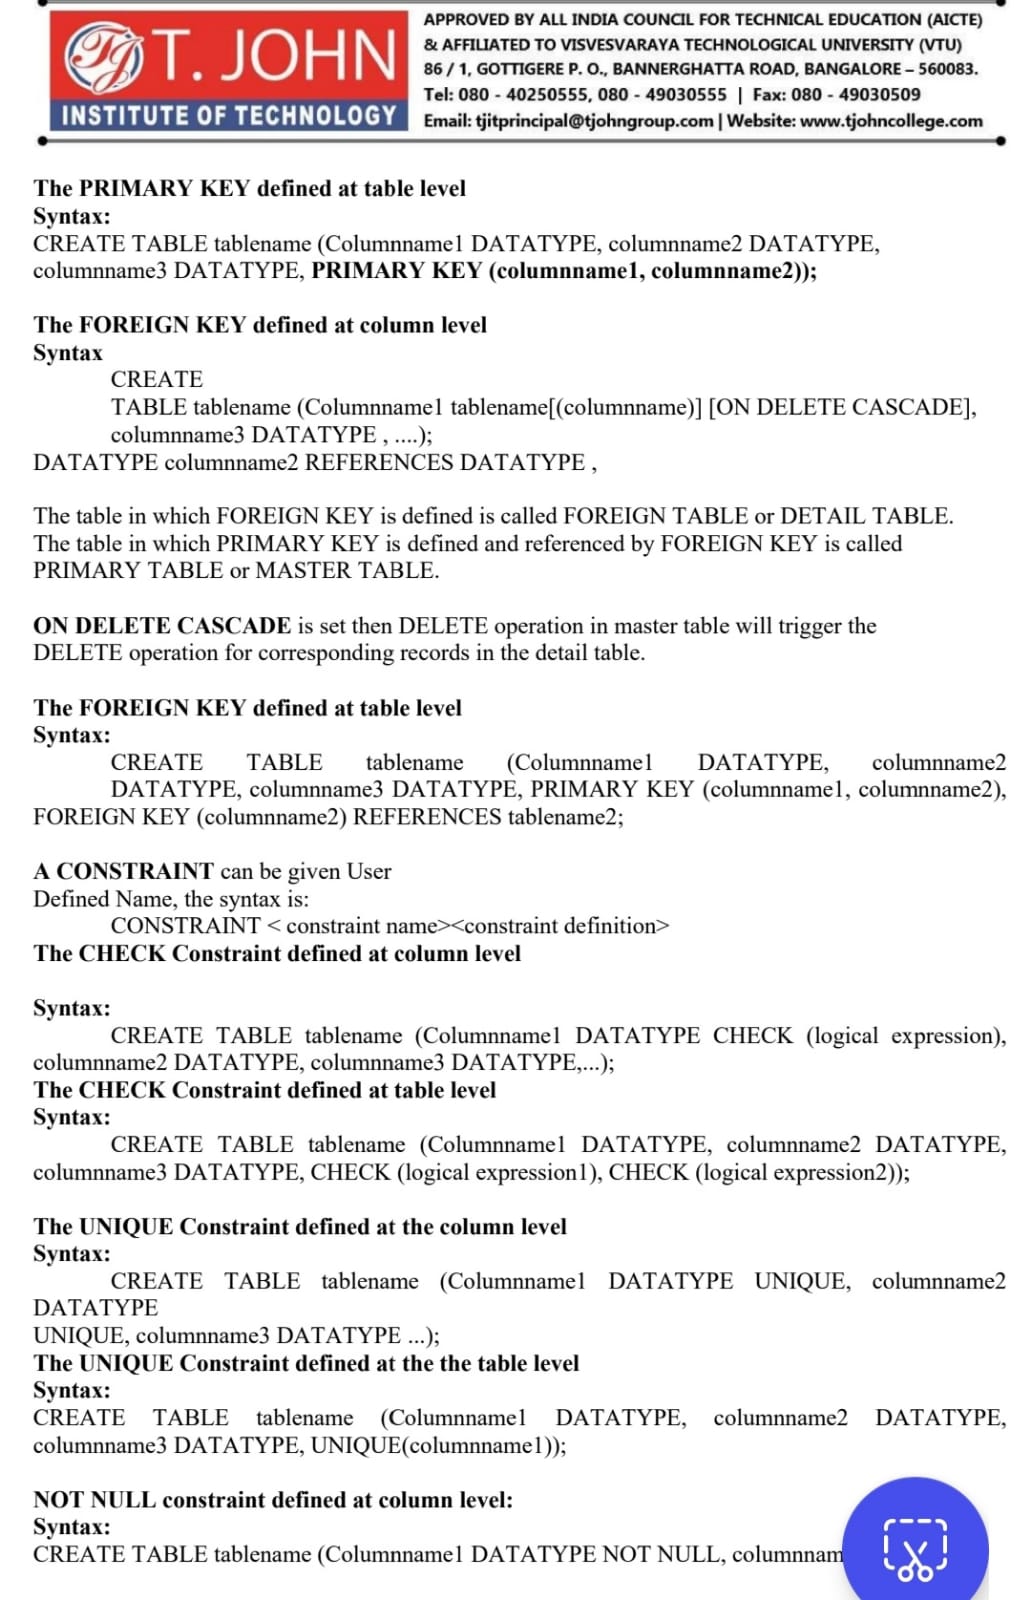 T. JOHN
INSTITUTE OF TECHNOLOGY
APPROVED BY ALL INDIA COUNCIL FOR TECHNICAL EDUCATION (AICTE)
& AFFILIATED TO VISVESVARAYA TECHNOLOGICAL UNIVERSITY (VTU)
86 / 1, GOTTIGERE P. O., BANNERGHATTA ROAD, BANGALORE – 560083.
Tel: 080 - 40250555, 080 - 49030555 | Fax: 080 - 49030509
Email: tjitprincipal@tjohngroup.com | Website: www.tjohncollege.com
The PRIMARY KEY defined at table level
Syntax:
CREATE TABLE tablename (Columnname1 DATATYPE, columnname2 DATATYPE,
columnname3 DATATYPE, PRIMARY KEY (columnname1, columnname2));
The FOREIGN KEY defined at column level
Syntax
CREATE
TABLE tablename (Columnname1 tablename[(columnname)] [ON DELETE CASCADE],
columnname3 DATATYPE , ....);
DATATYPE columnname2 REFERENCES DATATYPE ,
The table in which FOREIGN KEY is defined is called FOREIGN TABLE or DETAIL TABLE.
The table in which PRIMARY KEY is defined and referenced by FOREIGN KEY is called
PRIMARY TABLE or MASTER TABLE.
ON DELETE CASCADE is set then DELETE operation in master table will trigger the
DELETE operation for corresponding records in the detail table.
The FOREIGN KEY defined at table level
Syntax:
CREATE TABLE tablename (Columnname1 DATATYPE, columnname2
DATATYPE, columnname3 DATATYPE, PRIMARY KEY (columnname1, columnname2),
FOREIGN KEY (columnname2) REFERENCES tablename2;
A CONSTRAINT can be given User
Defined Name, the syntax is:
CONSTRAINT < constraint name><constraint definition>
The CHECK Constraint defined at column level
Syntax:
CREATE TABLE tablename (Columnname1 DATATYPE CHECK (logical expression),
columnname2 DATATYPE, columnname3 DATATYPE,...);
The CHECK Constraint defined at table level
Syntax:
CREATE TABLE tablename (Columnname1 DATATYPE, columnname2 DATATYPE,
columnname3 DATATYPE, CHECK (logical expression1), CHECK (logical expression2));
The UNIQUE Constraint defined at the column level
Syntax:
CREATE TABLE tablename (Columnname1 DATATYPE UNIQUE, columnname2
DATATYPE
UNIQUE, columnname3 DATATYPE ...);
The UNIQUE Constraint defined at the the table level
Syntax:
CREATE TABLE tablename (Columnname1 DATATYPE, columnname2 DATATYPE,
columnname3 DATATYPE, UNIQUE(columnname1));
NOT NULL constraint defined at column level:
Syntax:
CREATE TABLE tablename (Columnname1 DATATYPE NOT NULL, columnnam